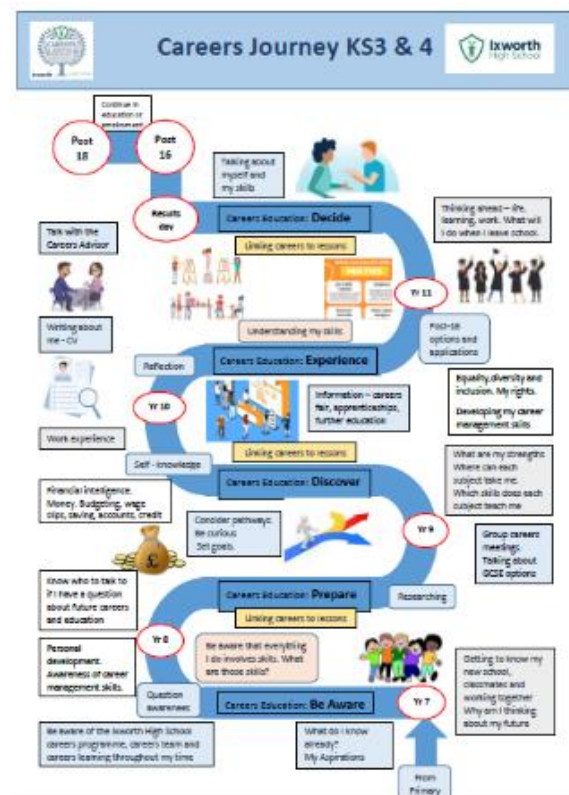 Careers Journey KS3 & 4
Ixworth
High School
Continue in
education or
employment
Post
18
Post
16
Talking about
myself and
my skills
Results
day
Careers Education: Decide
Linking careers to lessons
Thinking ahead – life,
learning, work. What will
I do when I leave school.
Talk with the
Careers Advisor
Yr 11
Understanding my skills
Post-16
options and
applications
Writing about
me - CV
Reflection
Careers Education: Experience
Equality, diversity and
inclusion. My rights.
Developing my career
management skills
Information – careers
fair, apprenticeships,
further education
Yr 10
Work experience
Linking careers to lessons
Self - knowledge
Careers Education: Discover
What are my strengths
Where can each
subject take me.
Which skills does each
subject teach me
Financial intelligence.
Money. Budgeting, wage
slips, saving, accounts, credit
Consider pathways.
Be curious
Set goals.
Yr 9
Group careers
meetings.
Talking about
GCSE options
Know who to talk to
if I have a question
about future careers
and education
Careers Education: Prepare
Researching
Linking careers to lessons
Yr 8
Be aware that everything
I do involves skills. What
are those skills?
Personal
development.
Awareness of career
management skills.
Getting to know my
new school,
classmates and
working together
Why am I thinking
about my future
Question
awareness
Careers Education: Be Aware
Yr 7
Be aware of the Ixworth High School
careers programme, careers team and
careers learning throughout my time
What do I know
already?
My Aspirations
From
Primary